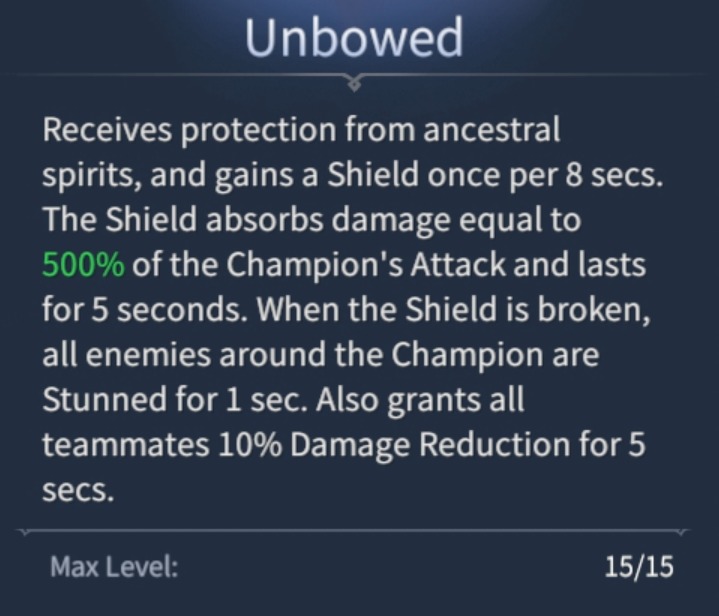 Unbowed
Receives protection from ancestral
spirits, and gains a Shield once per 8 secs.
The Shield absorbs damage equal to
500% of the Champion's Attack and lasts
for 5 seconds. When the Shield is broken,
all enemies around the Champion are
Stunned for 1 sec. Also grants all
teammates 10% Damage Reduction for 5
secs.
Max Level: 15/15